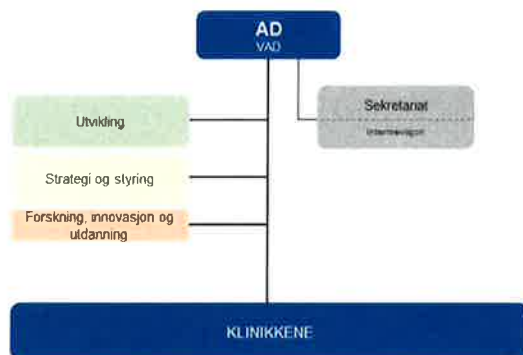 AD
VAD
Sekretariat
Utvikling
Strategi og styring
Forskning, innovasjon og
utdanning
KLINIKKENE